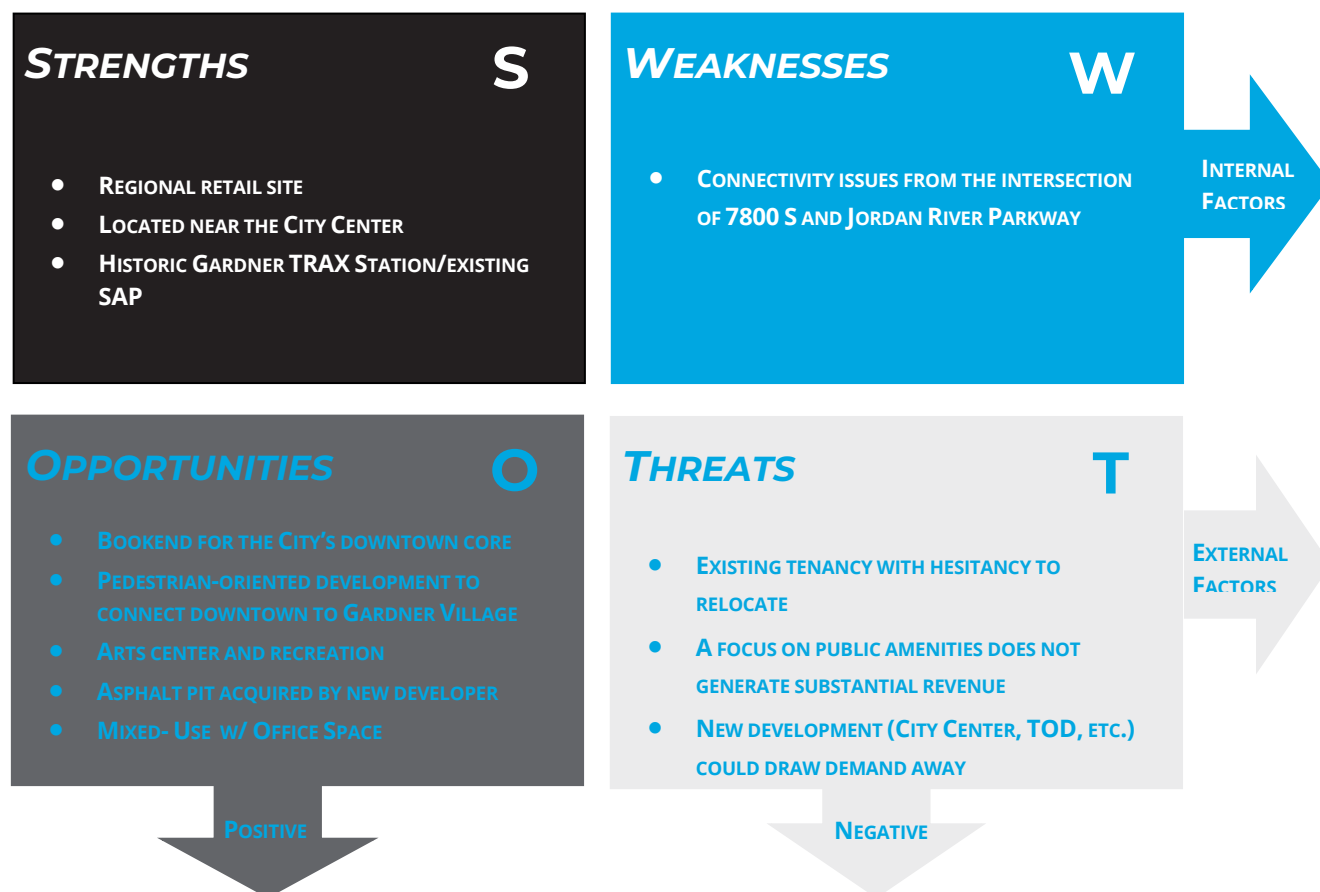 STRENGTHS S
• REGIONAL RETAIL SITE
• LOCATED NEAR THE CITY CENTER
• HISTORIC GARDNER TRAX STATION/EXISTING
SAP
WEAKNESSES W
• CONNECTIVITY ISSUES FROM THE INTERSECTION
OF 7800 S AND JORDAN RIVER PARKWAY
INTERNAL
FACTORS
OPPORTUNITIES O
• BOOKEND FOR THE CITY’S DOWNTOWN CORE
• PEDESTRIAN-ORIENTED DEVELOPMENT TO
CONNECT DOWNTOWN TO GARDNER VILLAGE
• ARTS CENTER AND RECREATION
• ASPHALT PIT ACQUIRED BY NEW DEVELOPER
• MIXED- USE W/ OFFICE SPACE
THREATS T
• EXISTING TENANCY WITH HESITANCY TO
RELOCATE
• A FOCUS ON PUBLIC AMENITIES DOES NOT
GENERATE SUBSTANTIAL REVENUE
• NEW DEVELOPMENT (CITY CENTER, TOD, ETC.)
COULD DRAW DEMAND AWAY
EXTERNAL
FACTORS
POSITIVE
NEGATIVE